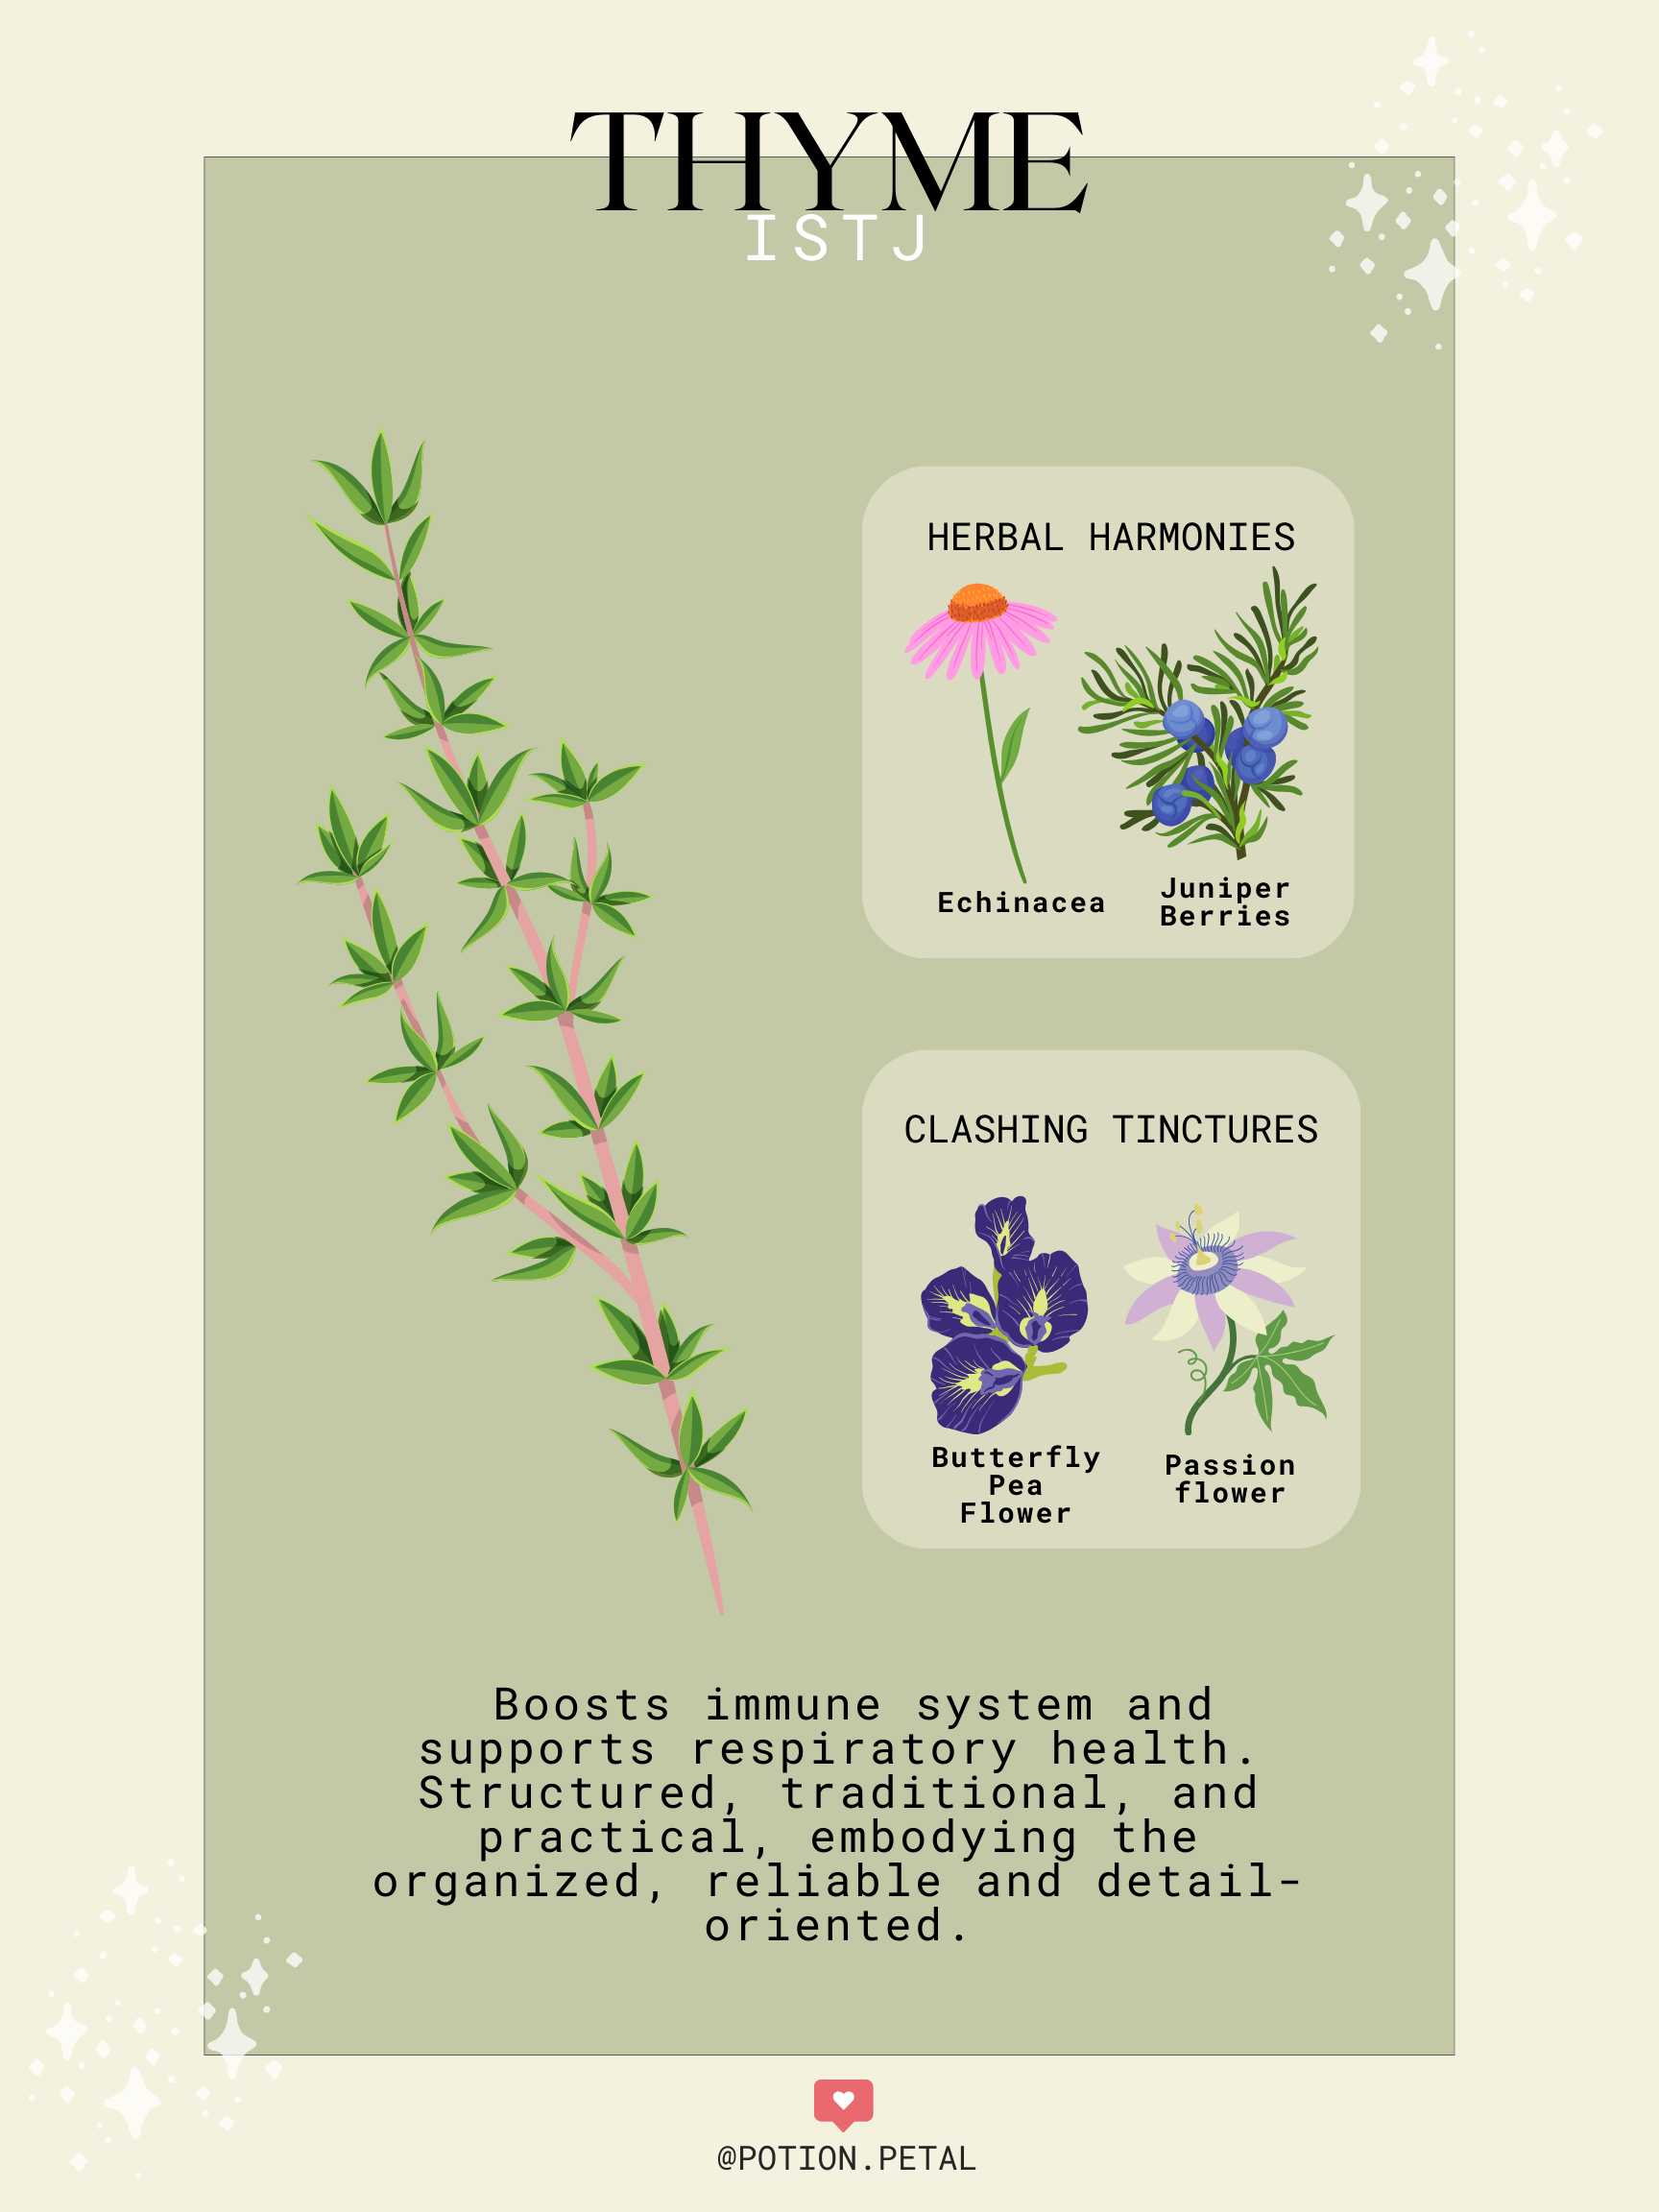 THYME
ISTJ
HERBAL HARMONIES
Echinacea
Juniper
Berries
CLASHING TINCTURES
Butterfly
Pea
Flower
Passion
flower
Boosts immune system and
supports respiratory health.
Structured, traditional, and
practical, embodying the
organized, reliable and detail-
oriented.
@POTION.PETAL